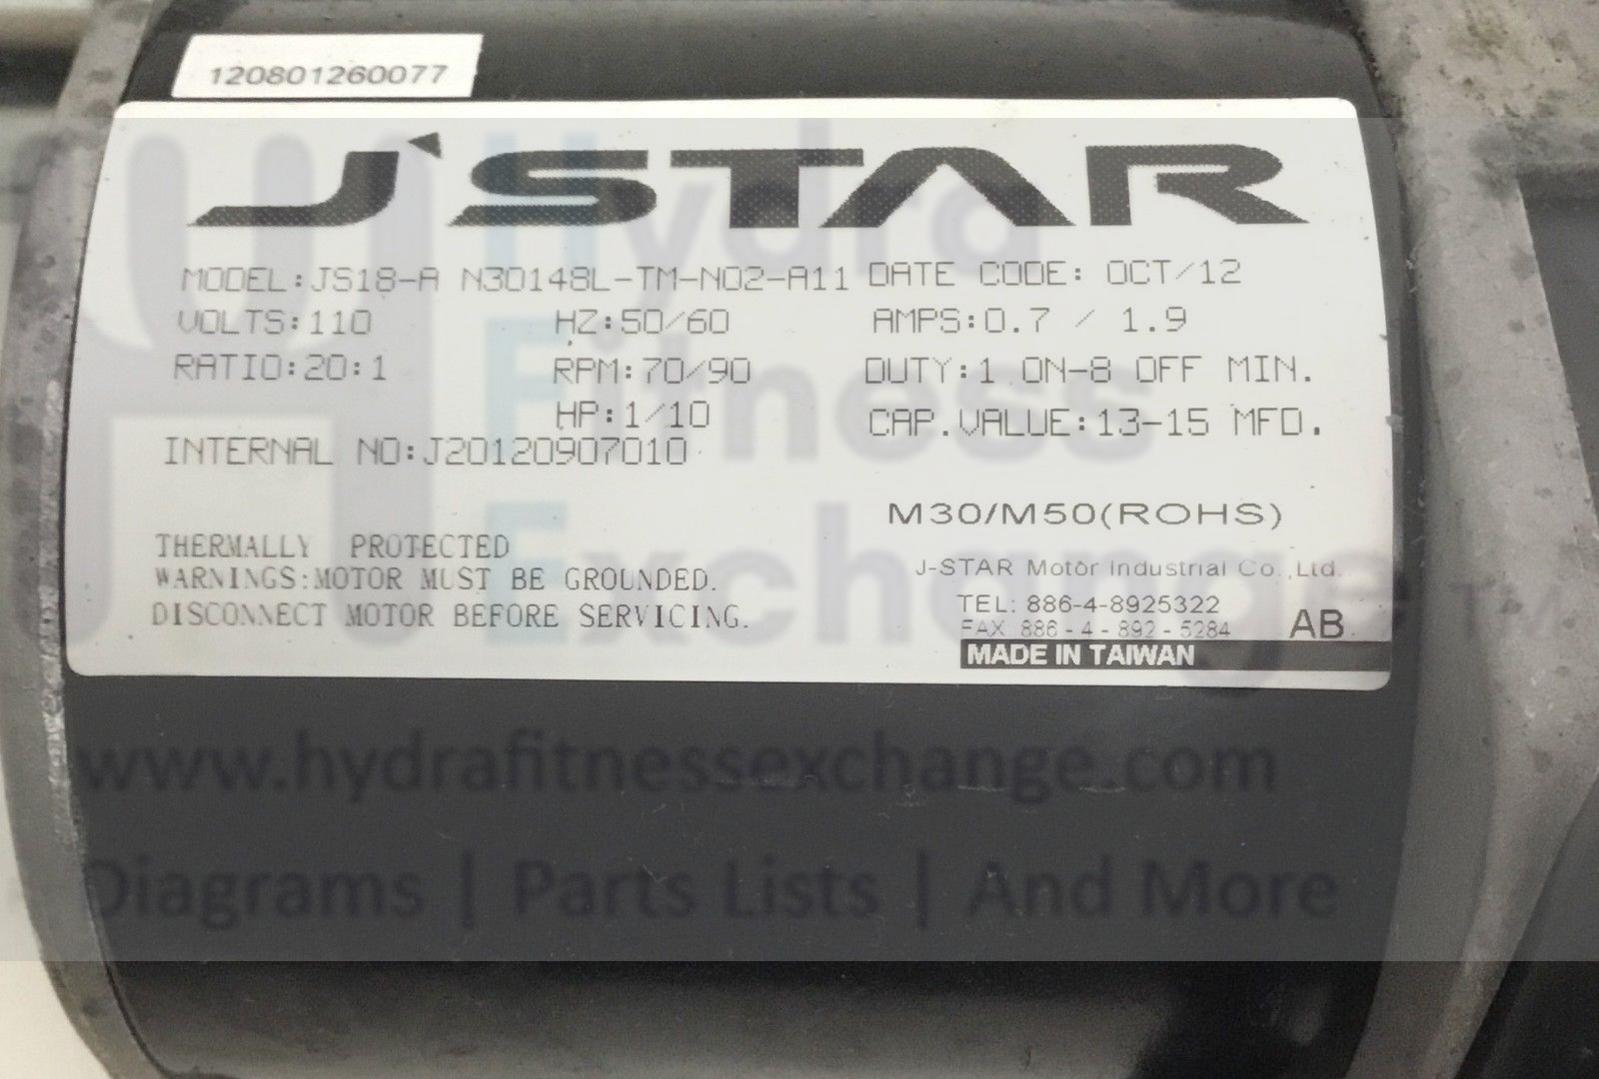 120801260077
J'STAR
MODEL:JS18-A N30148L-TM-N02-A11 DATE CODE: OCT/12
VOLTS:110 HZ:50/60 AMPS:0.7 / 1.9
RATIO:20:1 RPM:70/90 DUTY:1 ON-8 OFF MIN.
HP:1/10 CAP.VALUE:13-15 MFD.
INTERNAL NO:J20120907010
M30/M50(ROHS)
THERMALLY PROTECTED
WARNINGS:MOTOR MUST BE GROUNDED.
DISCONNECT MOTOR BEFORE SERVICING.
J-STAR Motor Industrial Co.,Ltd.
TEL: 886-4-8925322
FAX 886-4-892-5284 AB
MADE IN TAIWAN
Hydra
Fitness
Exchange™
www.hydrafitnessexchange.com
Diagrams | Parts Lists | And More